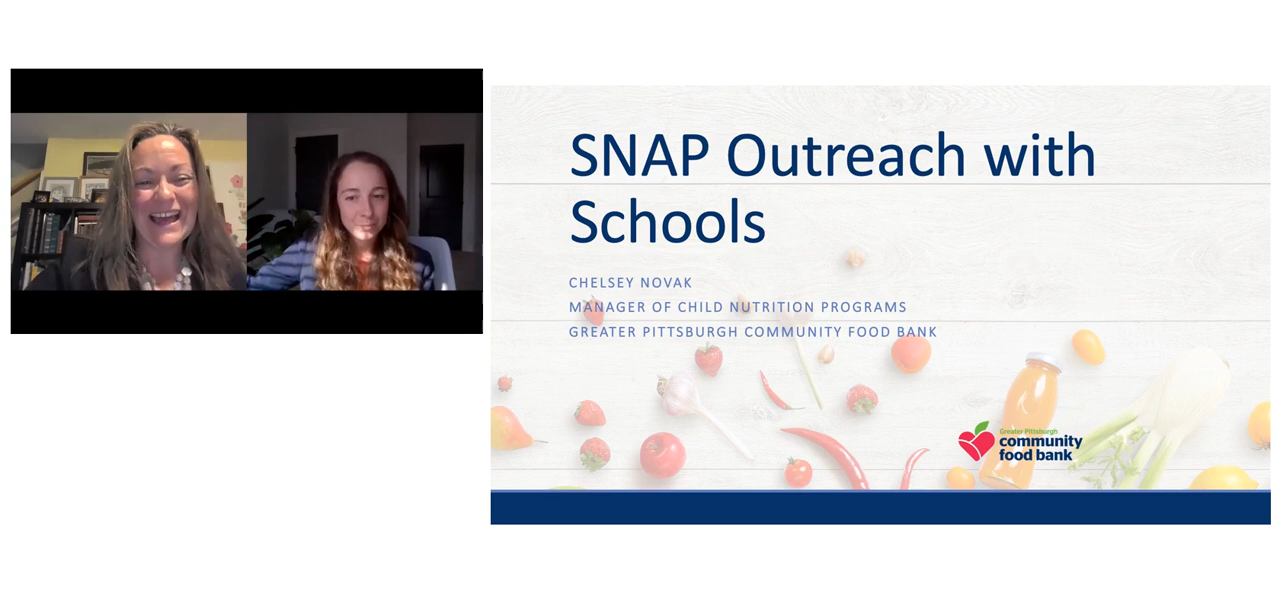 SNAP Outreach with
Schools
CHELSEY NOVAK
MANAGER OF CHILD NUTRITION PROGRAMS
GREATER PITTSBURGH COMMUNITY FOOD BANK
Greater Pittsburgh
community
food bank